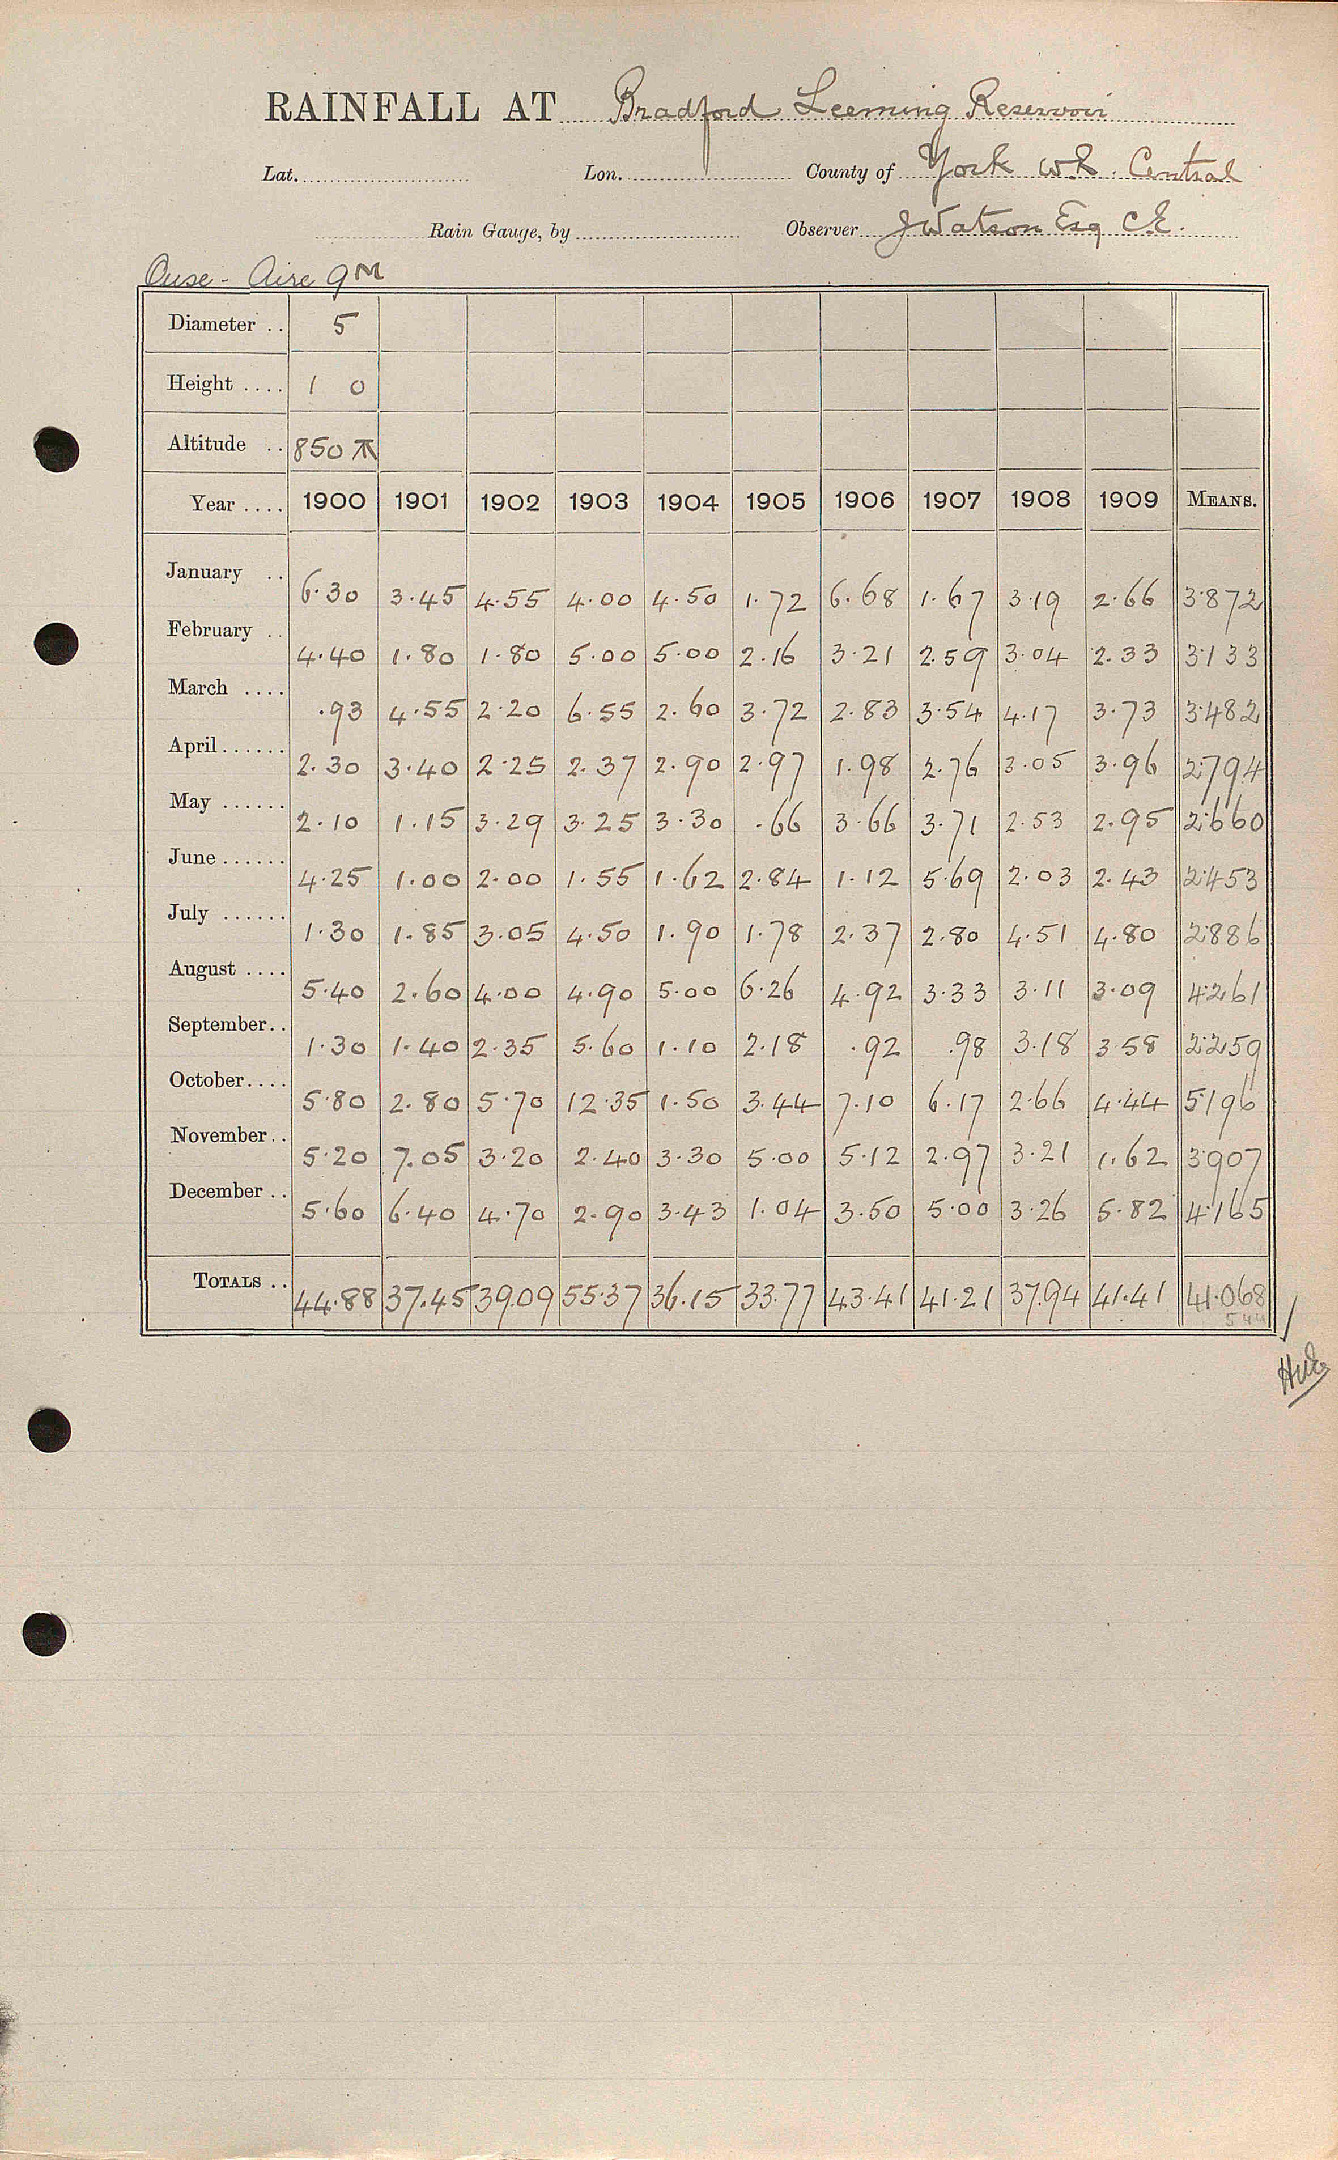 RAINFALL AT Bradford Leeming Reservoir
Lat. Lon. County of York W.R. Central
Rain Gauge, by Observer J Watson Esq C.E.
Ouse - Aire 9M
Diameter .. 5
Height .... 1 0
Altitude .. 850
Year .... 1900 1901 1902 1903 1904 1905 1906 1907 1908 1909 MEANS.
January .. 6.30 3.45 4.55 4.00 4.50 1.72 6.68 1.67 3.19 2.66 3.872
February .. 4.40 1.80 1.80 5.00 5.00 2.16 3.21 2.59 3.04 2.33 3.133
March .... .93 4.55 2.20 6.55 2.60 3.72 2.83 3.54 4.17 3.73 3.482
April ...... 2.30 3.40 2.25 2.37 2.90 2.97 1.98 2.76 3.05 3.96 2.794
May ...... 2.10 1.15 3.29 3.25 3.30 .66 3.66 3.71 2.53 2.95 2.660
June ...... 4.25 1.00 2.00 1.55 1.62 2.84 1.12 5.69 2.03 2.43 2.453
July ...... 1.30 1.85 3.05 4.50 1.90 1.78 2.37 2.80 4.51 4.80 2.886
August .... 5.40 2.60 4.00 4.90 5.00 6.26 4.92 3.33 3.11 3.09 4.261
September .. 1.30 1.40 2.35 5.60 1.10 2.18 .92 .98 3.18 3.58 2.259
October .... 5.80 2.80 5.70 12.35 1.50 3.44 7.10 6.17 2.66 4.44 5.196
November .. 5.20 7.05 3.20 2.40 3.30 5.00 5.12 2.97 3.21 1.62 3.907
December .. 5.60 6.40 4.70 2.90 3.43 1.04 3.50 5.00 3.26 5.82 4.165
TOTALS .. 44.88 37.45 39.09 55.37 36.15 33.77 43.41 41.21 37.94 41.41 41.068